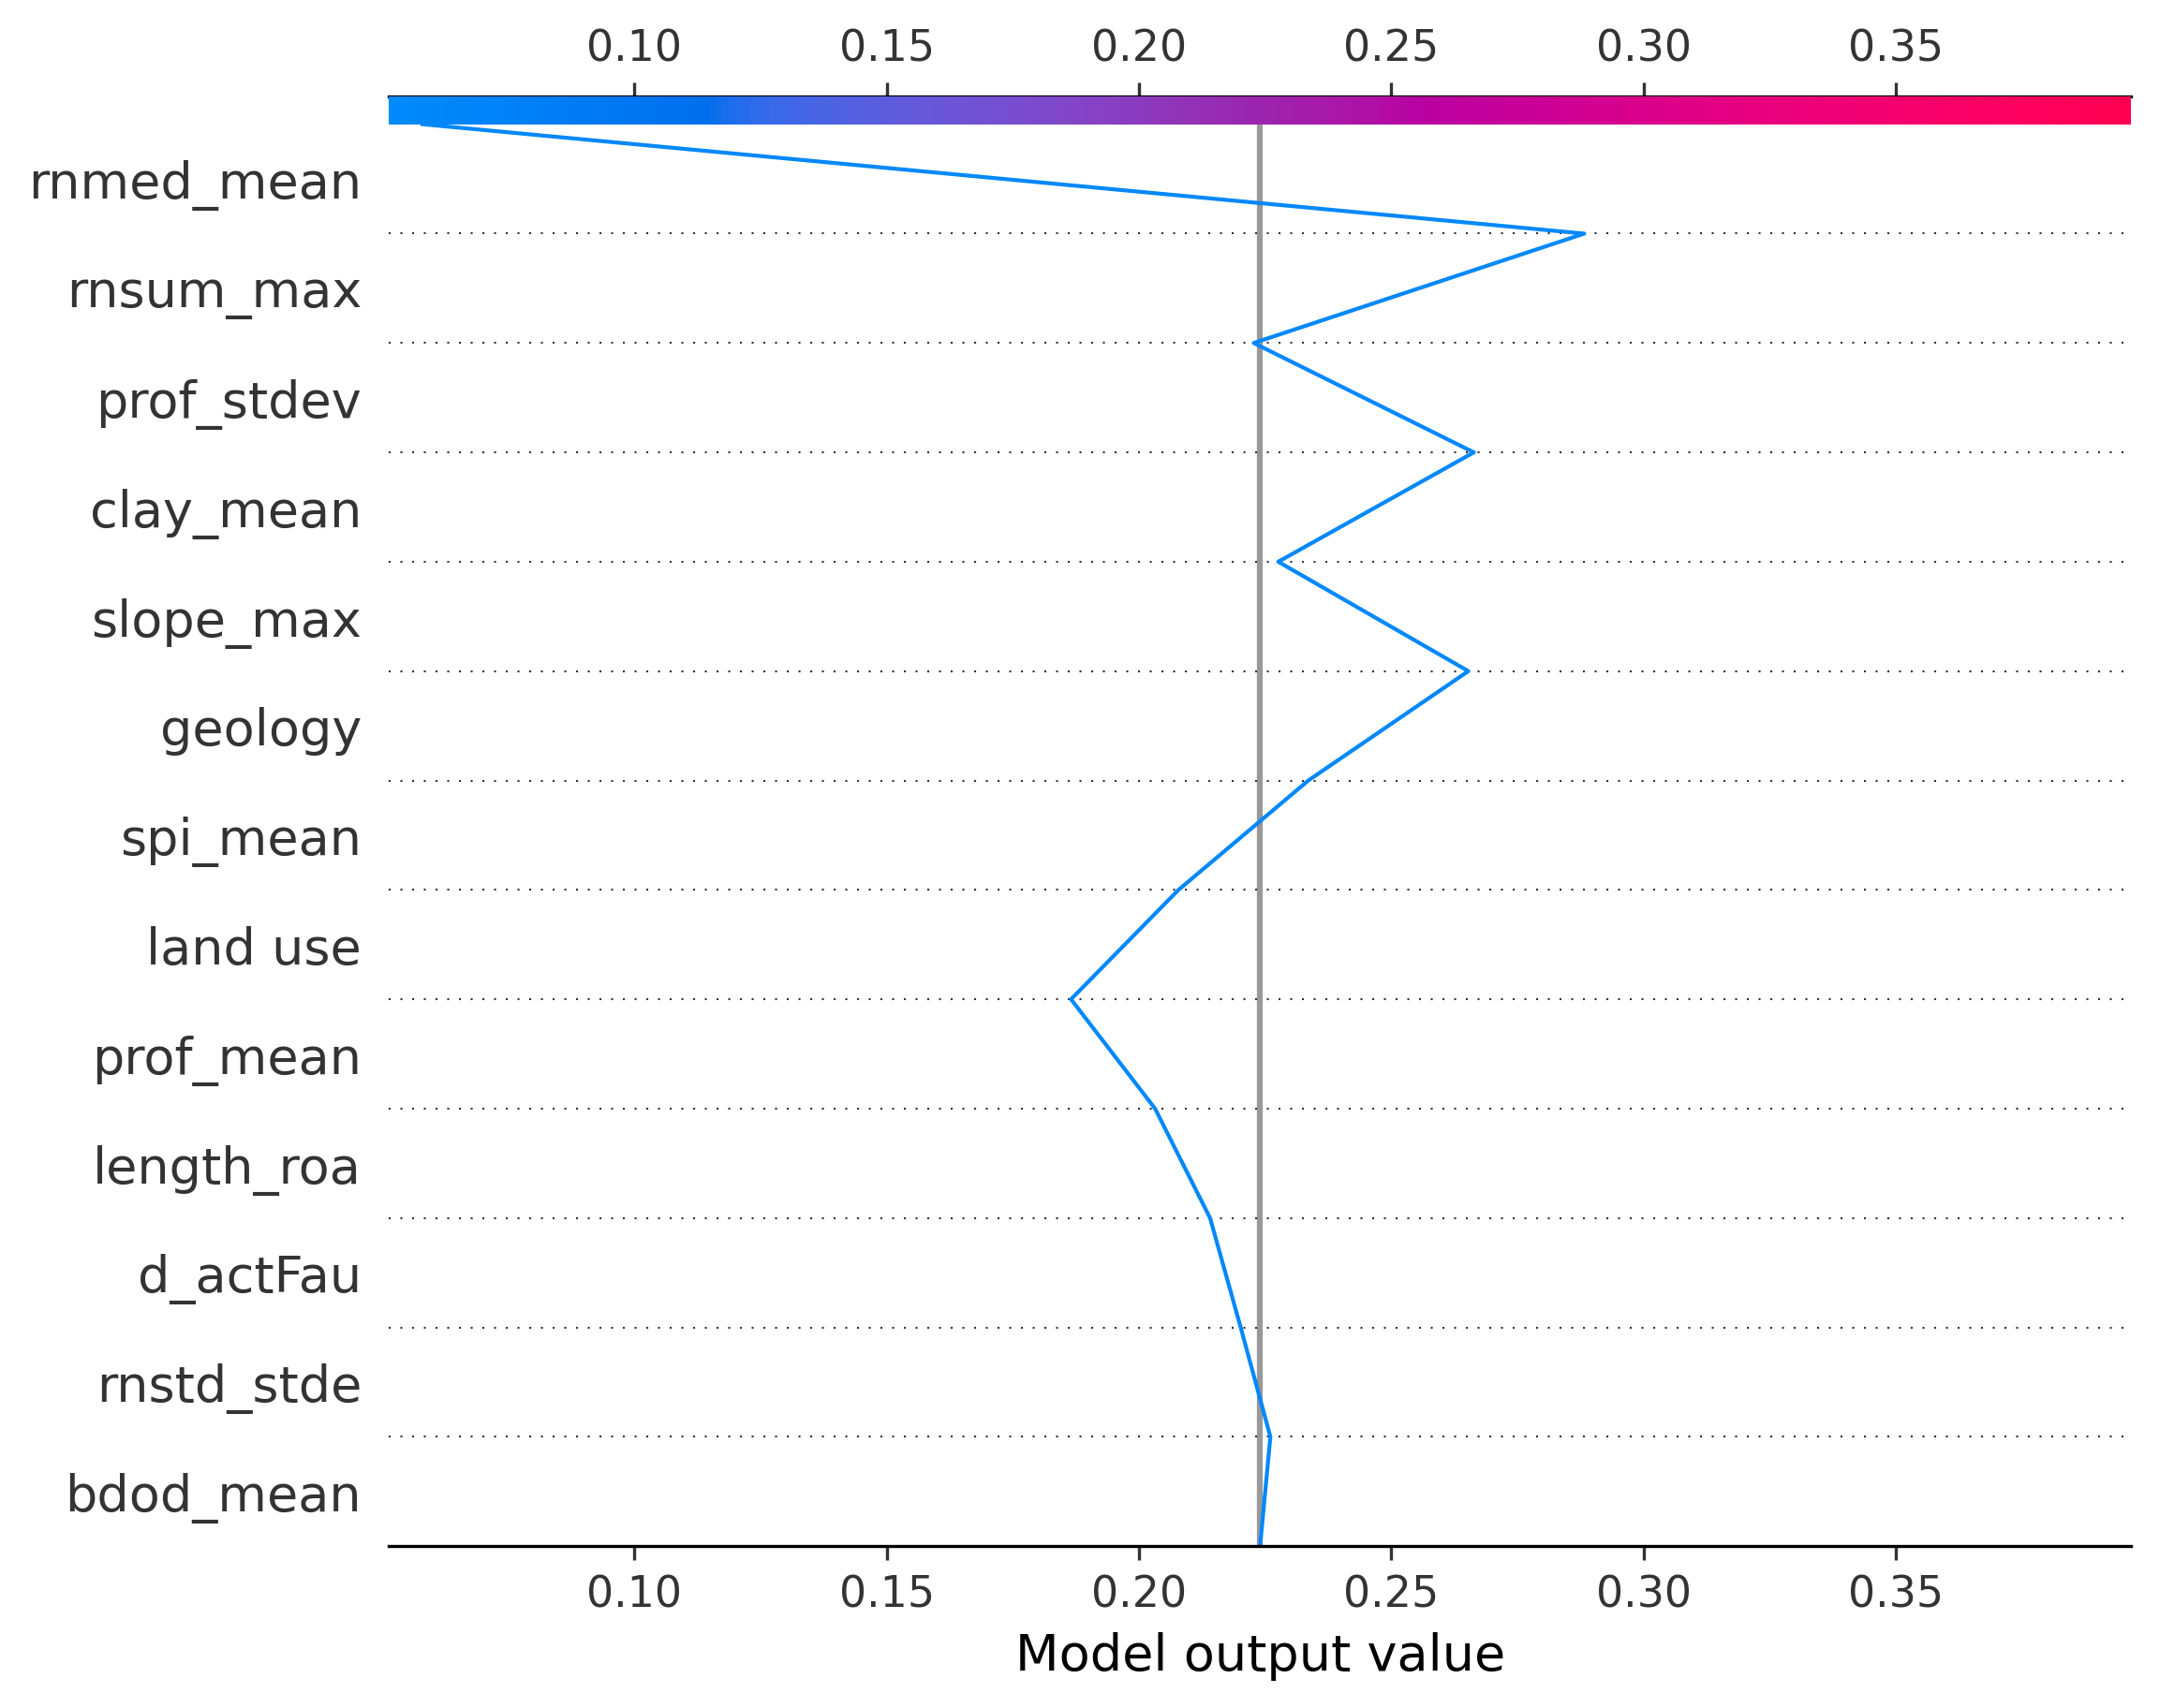 0.10 0.15 0.20 0.25 0.30 0.35
rnmed_mean
rnsum_max
prof_stdev
clay_mean
slope_max
geology
spi_mean
land use
prof_mean
length_roa
d_actFau
rnstd_stde
bdod_mean
0.10 0.15 0.20 0.25 0.30 0.35
Model output value